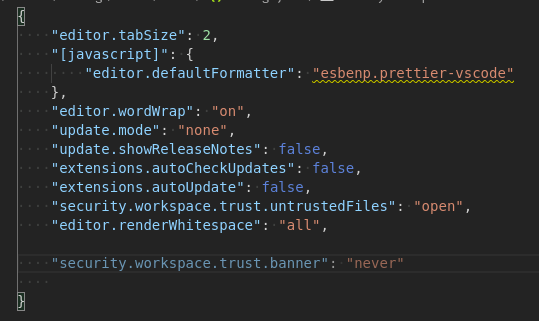 {
    "editor.tabSize": 2,
    "[javascript]": {
        "editor.defaultFormatter": "esbenp.prettier-vscode"
    },
    "editor.wordWrap": "on",
    "update.mode": "none",
    "update.showReleaseNotes": false,
    "extensions.autoCheckUpdates": false,
    "extensions.autoUpdate": false,
    "security.workspace.trust.untrustedFiles": "open",
    "editor.renderWhitespace": "all",

    "security.workspace.trust.banner": "never"

}